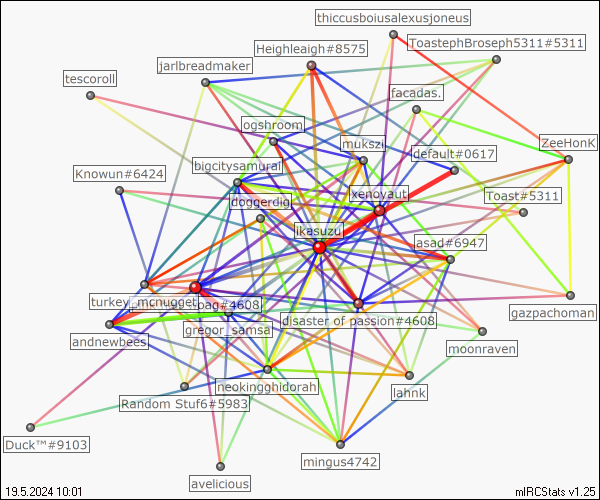 thiccusboiusalexusjoneus
ToastephBroseph5311#5311
Heighleaigh#8575
jarlbreadmaker
tescoroll
facadas.
ogshroom
mukszi
default#0617
ZeeHonK
bigcitysamurai
Knowun#6424
xenoyaut
Toast#5311
doggerdig
ikasuzu
asad#6947
turkey_mcnugget
pag#4608
gregor_samsa
disaster of passion#4608
gazpachoman
andnewbees
moonraven
neokingghidorah
lahnk
Random Stuf6#5983
Duck™#9103
mingus4742
avelicious
19.5.2024 10:01
mIRCStats v1.25